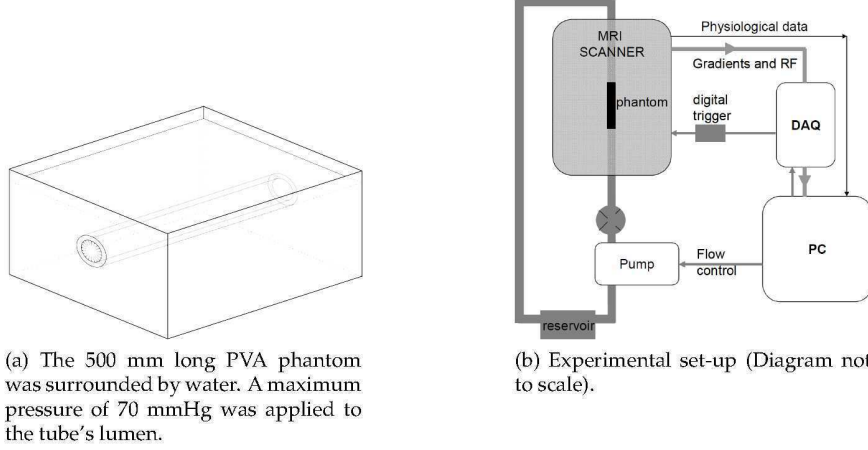 Physiological data
MRI
SCANNER
Gradients and RF
phantom
digital
trigger
DAQ
Pump
Flow
control
PC
reservoir
(a) The 500 mm long PVA phantom
was surrounded by water. A maximum
pressure of 70 mmHg was applied to
the tube's lumen.
(b) Experimental set-up (Diagram not
to scale).